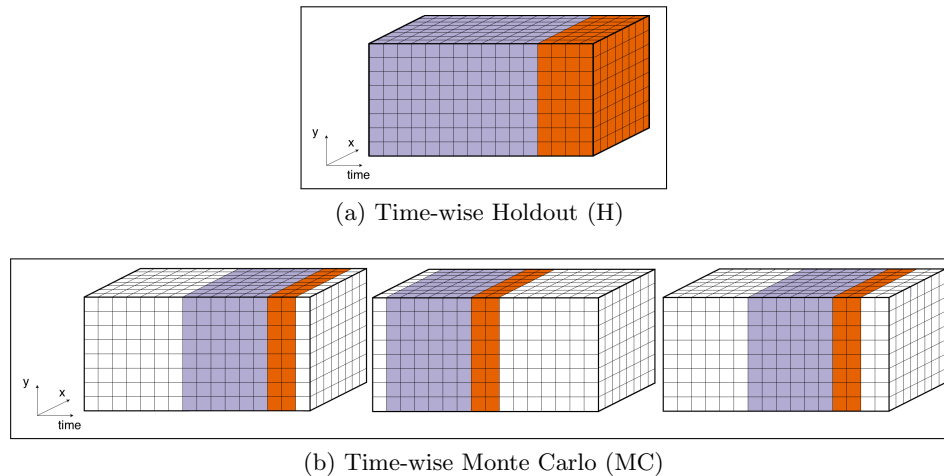 y
x
time
(a) Time-wise Holdout (H)
y
x
time
(b) Time-wise Monte Carlo (MC)